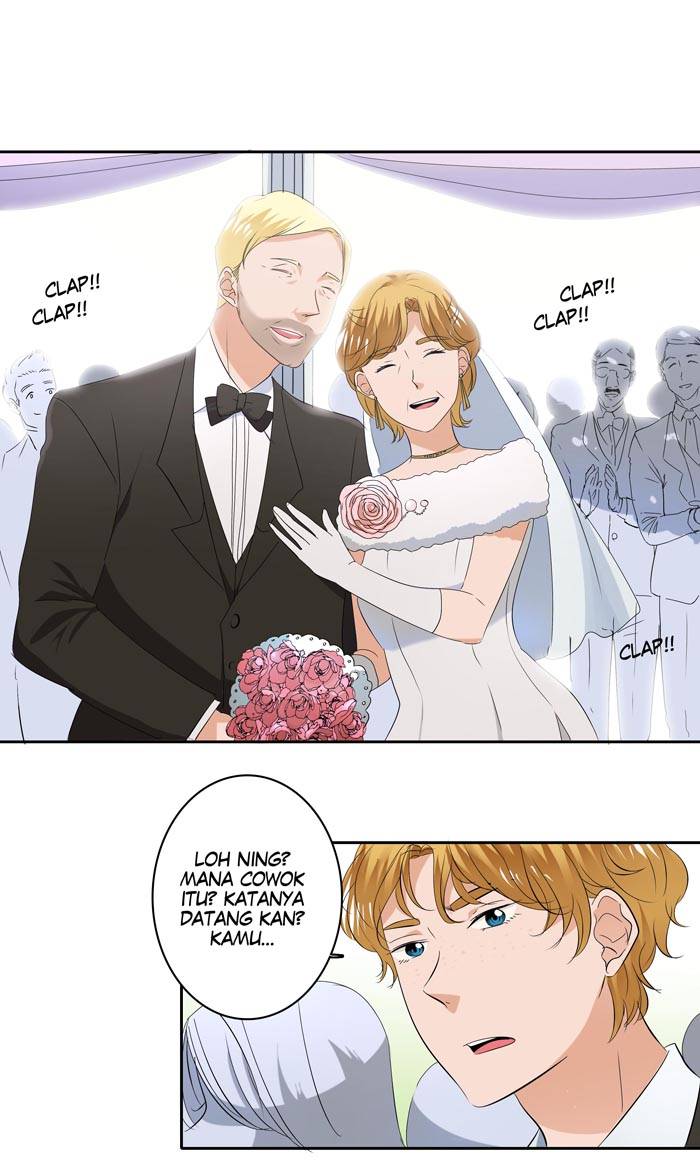 CLAP!!
CLAP!!
CLAP!!
CLAP!!
CLAP!!
LOH NING?
MANA COWOK
ITU? KATANYA
DATANG KAN?
KAMU...